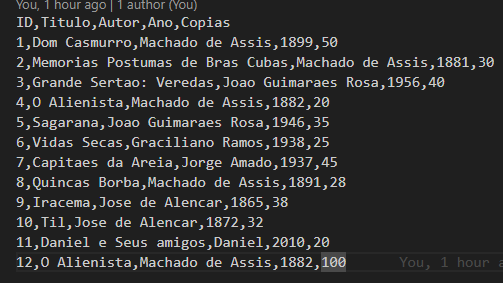 You, 1 hour ago | 1 author (You)
ID,Titulo,Autor,Ano,Copias
1,Dom Casmurro,Machado de Assis,1899,50
2,Memorias Postumas de Bras Cubas,Machado de Assis,1881,30
3,Grande Sertao: Veredas,Joao Guimaraes Rosa,1956,40
4,O Alienista,Machado de Assis,1882,20
5,Sagarana,Joao Guimaraes Rosa,1946,35
6,Vidas Secas,Graciliano Ramos,1938,25
7,Capitaes da Areia,Jorge Amado,1937,45
8,Quincas Borba,Machado de Assis,1891,28
9,Iracema,Jose de Alencar,1865,38
10,Til,Jose de Alencar,1872,32
11,Daniel e Seus amigos,Daniel,2010,20
12,O Alienista,Machado de Assis,1882,100 You, 1 hour a